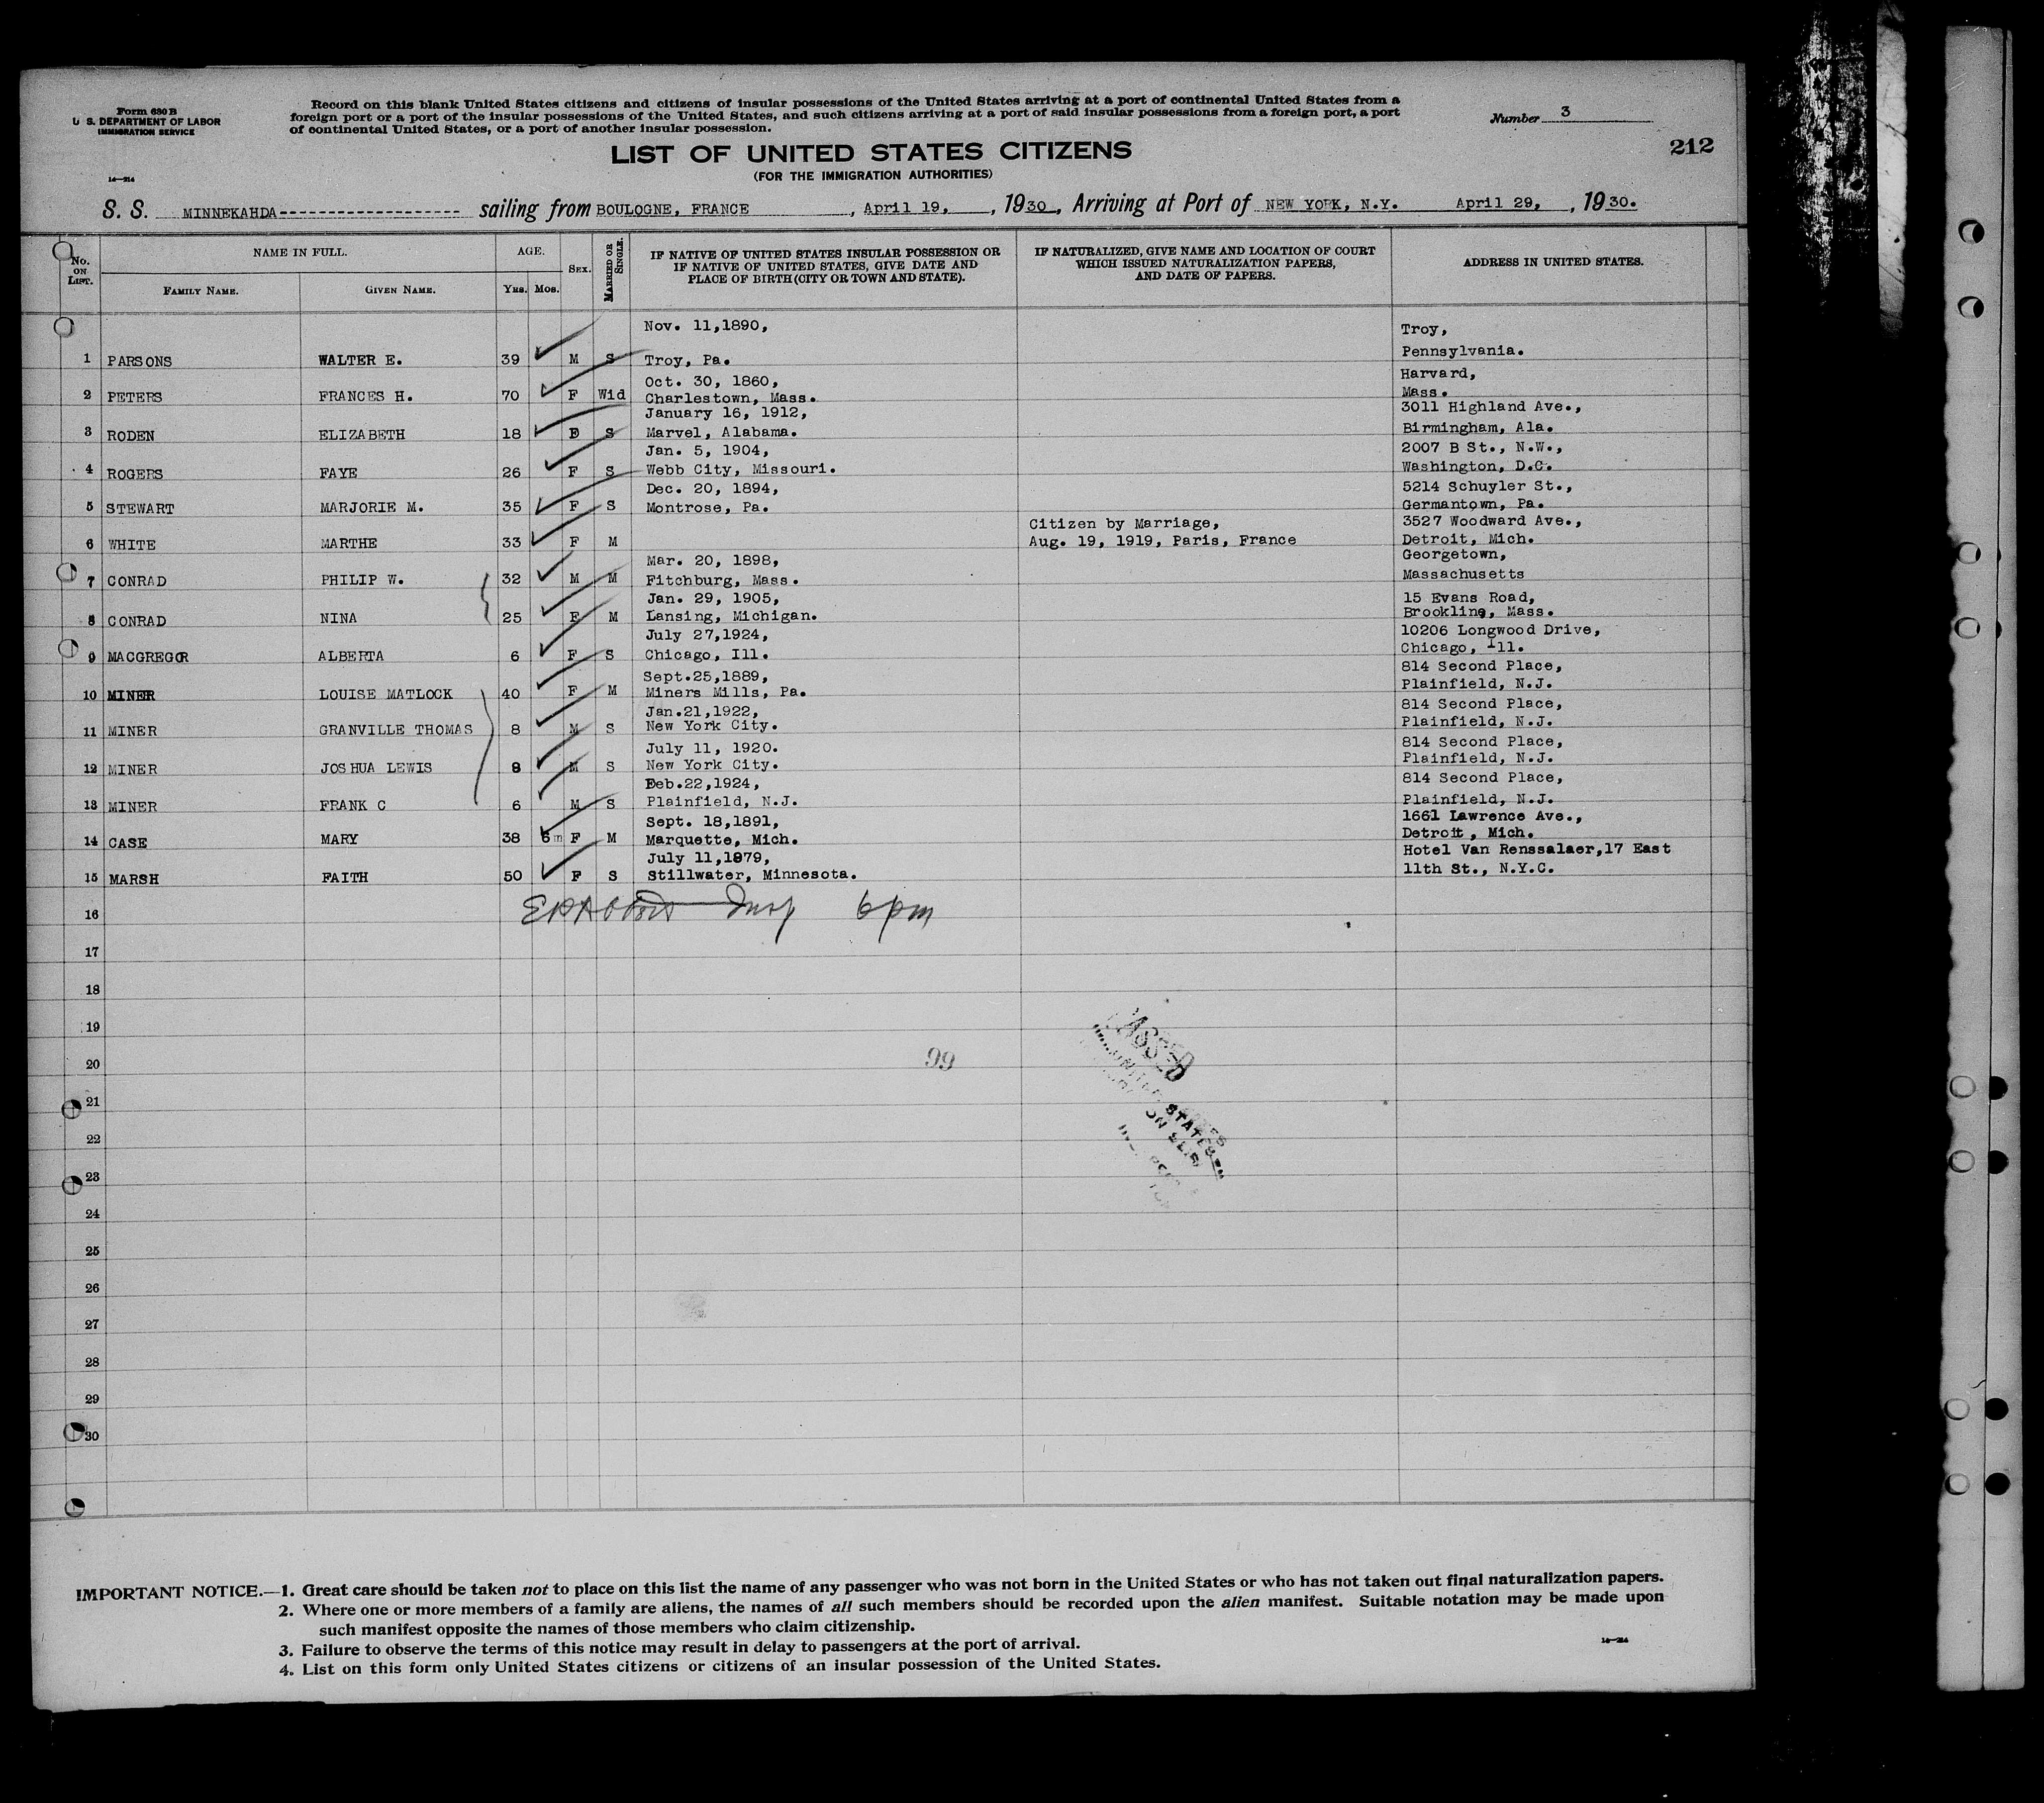 Form 630 B
U S. DEPARTMENT OF LABOR
IMMIGRATION SERVICE
14—214
Record on this blank United States citizens and citizens of insular possessions of the United States arriving at a port of continental United States from a
foreign port or a port of the insular possessions of the United States, and such citizens arriving at a port of said insular possessions from a foreign port, a port
of continental United States, or a port of another insular possession.
Number 3
212
LIST OF UNITED STATES CITIZENS
(FOR THE IMMIGRATION AUTHORITIES)
S. S. MINNEKAHDA-------------------- sailing from BOULOGNE, FRANCE , April 19, , 1930, Arriving at Port of NEW YORK, N.Y. April 29, , 1930.
No. ON LIST.
NAME IN FULL.
FAMILY NAME.
GIVEN NAME.
AGE.
YRS. MOS.
SEX.
MARRIED OR SINGLE.
IF NATIVE OF UNITED STATES INSULAR POSSESSION OR
IF NATIVE OF UNITED STATES, GIVE DATE AND
PLACE OF BIRTH (CITY OR TOWN AND STATE).
IF NATURALIZED, GIVE NAME AND LOCATION OF COURT
WHICH ISSUED NATURALIZATION PAPERS,
AND DATE OF PAPERS.
ADDRESS IN UNITED STATES.
Nov. 11,1890, Troy,
1 PARSONS WALTER E. 39 M S Troy, Pa. Pennsylvania.
Oct. 30, 1860, Harvard,
2 PETERS FRANCES H. 70 F Wid Charlestown, Mass. Mass.
January 16, 1912, 3011 Highland Ave.,
3 RODEN ELIZABETH 18 S Marvel, Alabama. Birmingham, Ala.
Jan. 5, 1904, 2007 B St., N.W.,
4 ROGERS FAYE 26 F S Webb City, Missouri. Washington, D.C.
Dec. 20, 1894, 5214 Schuyler St.,
5 STEWART MARJORIE M. 35 F S Montrose, Pa. Germantown, Pa.
Citizen by Marriage, 3527 Woodward Ave.,
6 WHITE MARTHE 33 F M Aug. 19, 1919, Paris, France Detroit, Mich.
Mar. 20, 1898, Georgetown,
7 CONRAD PHILIP W. 32 M M Fitchburg, Mass. Massachusetts
Jan. 29, 1905, 15 Evans Road,
8 CONRAD NINA 25 F M Lansing, Michigan. Brookline, Mass.
July 27,1924, 10206 Longwood Drive,
9 MACGREGOR ALBERTA 6 F S Chicago, Ill. Chicago, Ill.
Sept.25,1889, 814 Second Place,
10 MINER LOUISE MATLOCK 40 F M Miners Mills, Pa. Plainfield, N.J.
Jan.21,1922, 814 Second Place,
11 MINER GRANVILLE THOMAS 8 M S New York City. Plainfield, N.J.
July 11, 1920. 814 Second Place,
12 MINER JOSHUA LEWIS 8 M S New York City. Plainfield, N.J.
Feb.22,1924, 814 Second Place,
13 MINER FRANK C 6 M S Plainfield, N.J. Plainfield, N.J.
Sept. 18,1891, 1661 Lawrence Ave.,
14 CASE MARY 38 6m F M Marquette, Mich. Detroit, Mich.
July 11,1879, Hotel Van Renssalaer,17 East
15 MARSH FAITH 50 F S Stillwater, Minnesota. 11th St., N.Y.C.
16 Insp 6 pm
17
18
19
20
99
21
22
23
24
25
26
27
28
29
30
PASSED
STATES
IMPORTANT NOTICE.—1. Great care should be taken not to place on this list the name of any passenger who was not born in the United States or who has not taken out final naturalization papers.
2. Where one or more members of a family are aliens, the names of all such members should be recorded upon the alien manifest. Suitable notation may be made upon
such manifest opposite the names of those members who claim citizenship.
3. Failure to observe the terms of this notice may result in delay to passengers at the port of arrival.
4. List on this form only United States citizens or citizens of an insular possession of the United States.
14—214